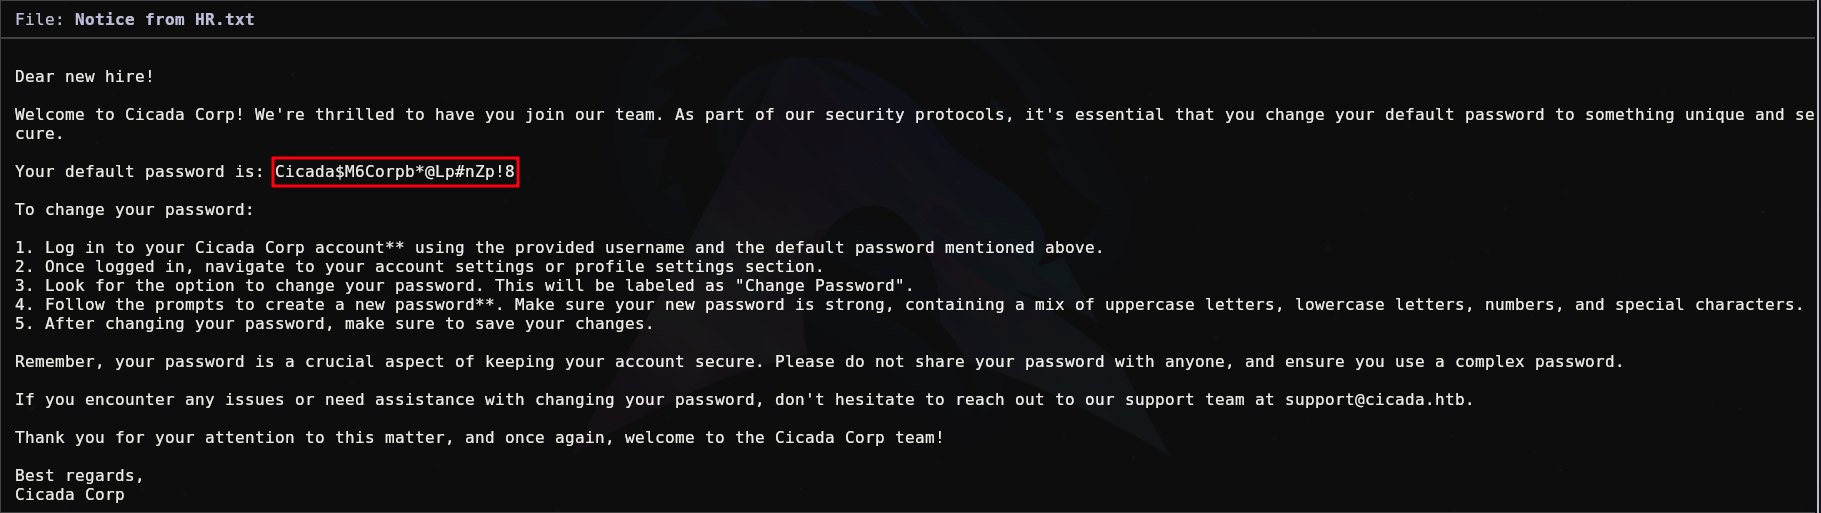 File: Notice from HR.txt
Dear new hire!
Welcome to Cicada Corp! We're thrilled to have you join our team. As part of our security protocols, it's essential that you change your default password to something unique and se
cure.
Your default password is: Cicada$M6Corpb*@Lp#nZp!8
To change your password:
1. Log in to your Cicada Corp account** using the provided username and the default password mentioned above.
2. Once logged in, navigate to your account settings or profile settings section.
3. Look for the option to change your password. This will be labeled as "Change Password".
4. Follow the prompts to create a new password**. Make sure your new password is strong, containing a mix of uppercase letters, lowercase letters, numbers, and special characters.
5. After changing your password, make sure to save your changes.
Remember, your password is a crucial aspect of keeping your account secure. Please do not share your password with anyone, and ensure you use a complex password.
If you encounter any issues or need assistance with changing your password, don't hesitate to reach out to our support team at support@cicada.htb.
Thank you for your attention to this matter, and once again, welcome to the Cicada Corp team!
Best regards,
Cicada Corp